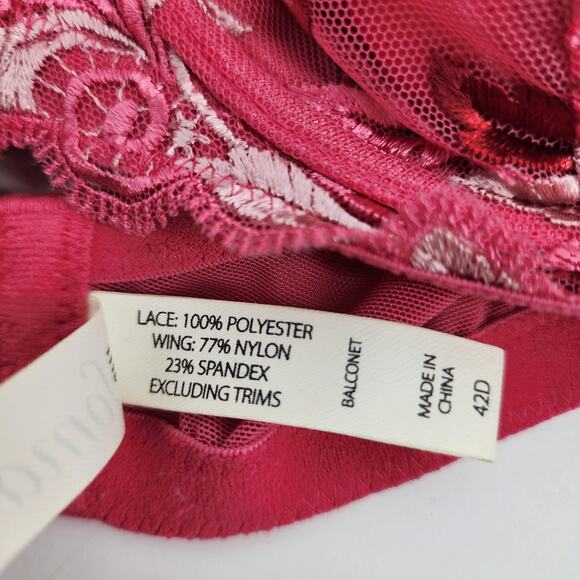 LACE: 100% POLYESTER
WING: 77% NYLON
23% SPANDEX
EXCLUDING TRIMS
BALCONET
MADE IN
CHINA
42D